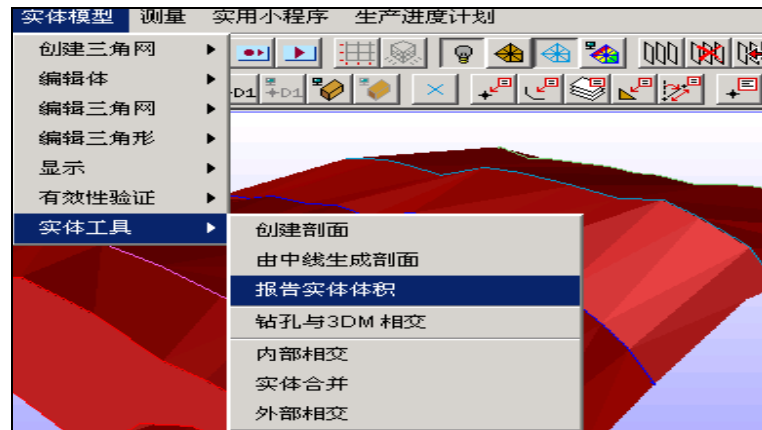 实体模型 测量 实用小程序 生产进度计划
创建三角网
编辑体
编辑三角网
编辑三角形
显示
有效性验证
实体工具
D1 D1
创建剖面
由中线生成剖面
报告实体体积
钻孔与3DM 相交
内部相交
实体合并
外部相交